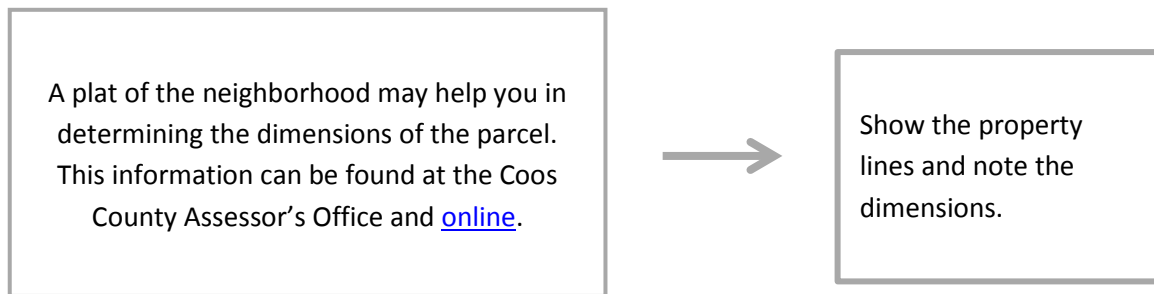 A plat of the neighborhood may help you in
determining the dimensions of the parcel.
This information can be found at the Coos
County Assessor’s Office and online.
Show the property
lines and note the
dimensions.